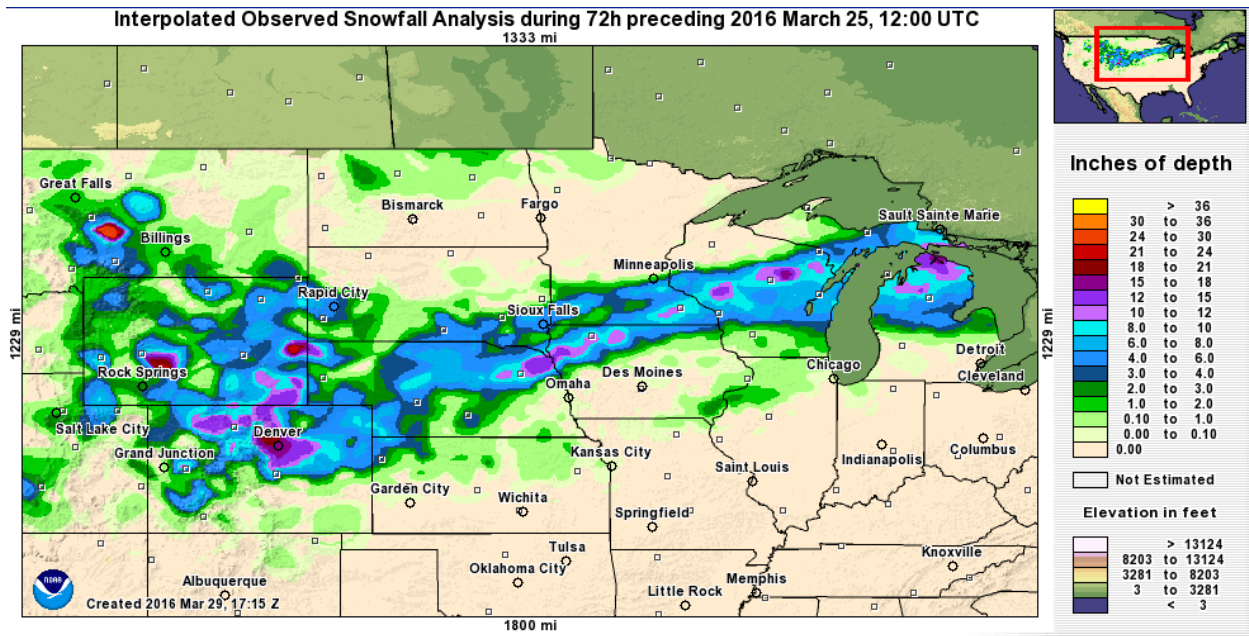 Interpolated Observed Snowfall Analysis during 72h preceding 2016 March 25, 12:00 UTC
1333 mi
Great Falls
Bismarck
Fargo
Sault Sainte Marie
Billings
Minneapolis
Rapid City
Sioux Falls
1229 mi
1229 mi
Rock Springs
Chicago
Detroit
Omaha
Des Moines
Cleveland
Salt Lake City
Denver
Grand Junction
Kansas City
Indianapolis
Columbus
Saint Louis
Garden City
Wichita
Springfield
Tulsa
Knoxville
Albuquerque
Oklahoma City
Memphis
Little Rock
NOAA
Created 2016 Mar 29, 17:15 Z
1800 mi
Inches of depth
> 36
30 to 36
24 to 30
21 to 24
18 to 21
15 to 18
12 to 15
10 to 12
8.0 to 10
6.0 to 8.0
4.0 to 6.0
3.0 to 4.0
2.0 to 3.0
1.0 to 2.0
0.10 to 1.0
0.00 to 0.10
0.00
Not Estimated
Elevation in feet
> 13124
8203 to 13124
3281 to 8203
3 to 3281
< 3